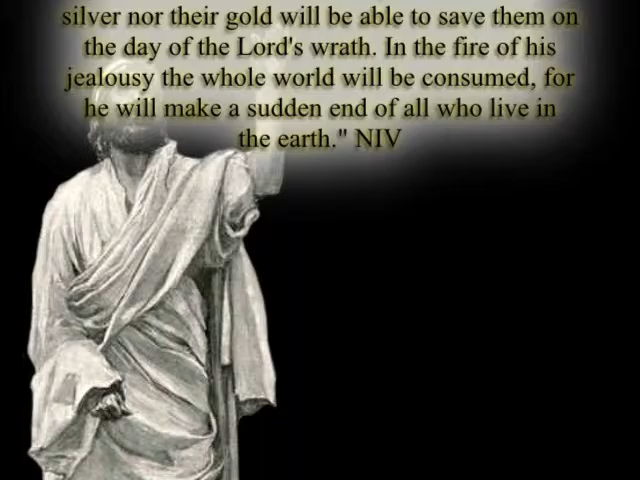 silver nor their gold will be able to save them on
the day of the Lord's wrath. In the fire of his
jealousy the whole world will be consumed, for
he will make a sudden end of all who live in
the earth." NIV